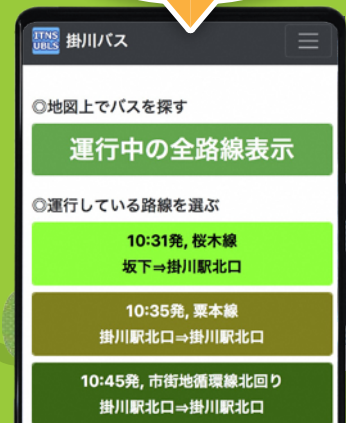 ITNS
UBLS
掛川バス
◎地図上でバスを探す
運行中の全路線表示
◎運行している路線を選ぶ
10:31発, 桜木線
坂下⇒掛川駅北口
10:35発, 粟本線
掛川駅北口⇒掛川駅北口
10:45発, 市街地循環線北回り
掛川駅北口⇒掛川駅北口